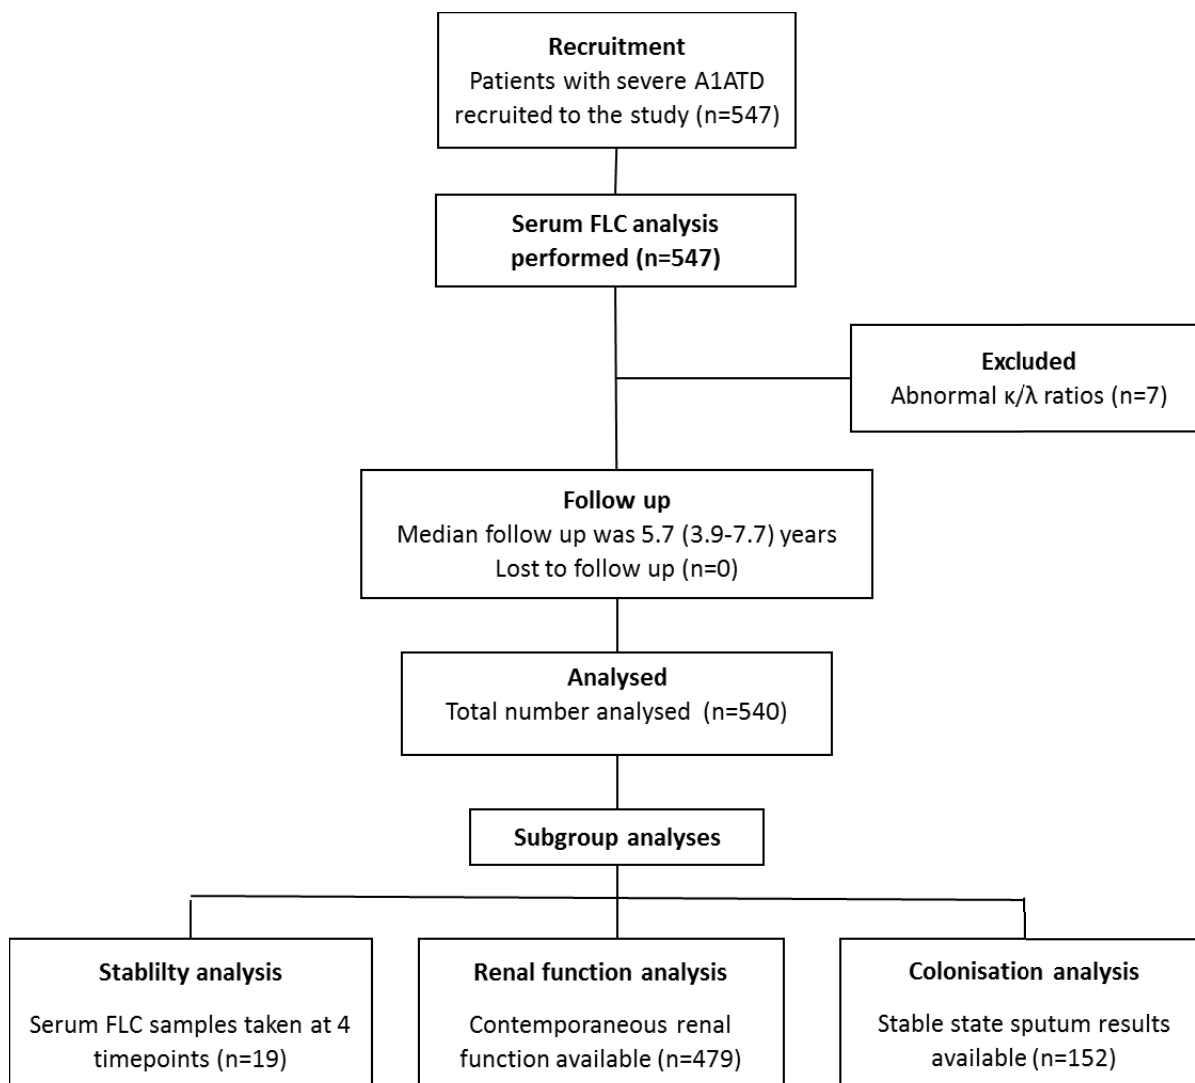 Recruitment
Patients with severe A1ATD
recruited to the study (n=547)
Serum FLC analysis
performed (n=547)
Excluded
Abnormal κ/λ ratios (n=7)
Follow up
Median follow up was 5.7 (3.9-7.7) years
Lost to follow up (n=0)
Analysed
Total number analysed (n=540)
Subgroup analyses
Stablilty analysis
Serum FLC samples taken at 4
timepoints (n=19)
Renal function analysis
Contemporaneous renal
function available (n=479)
Colonisation analysis
Stable state sputum results
available (n=152)